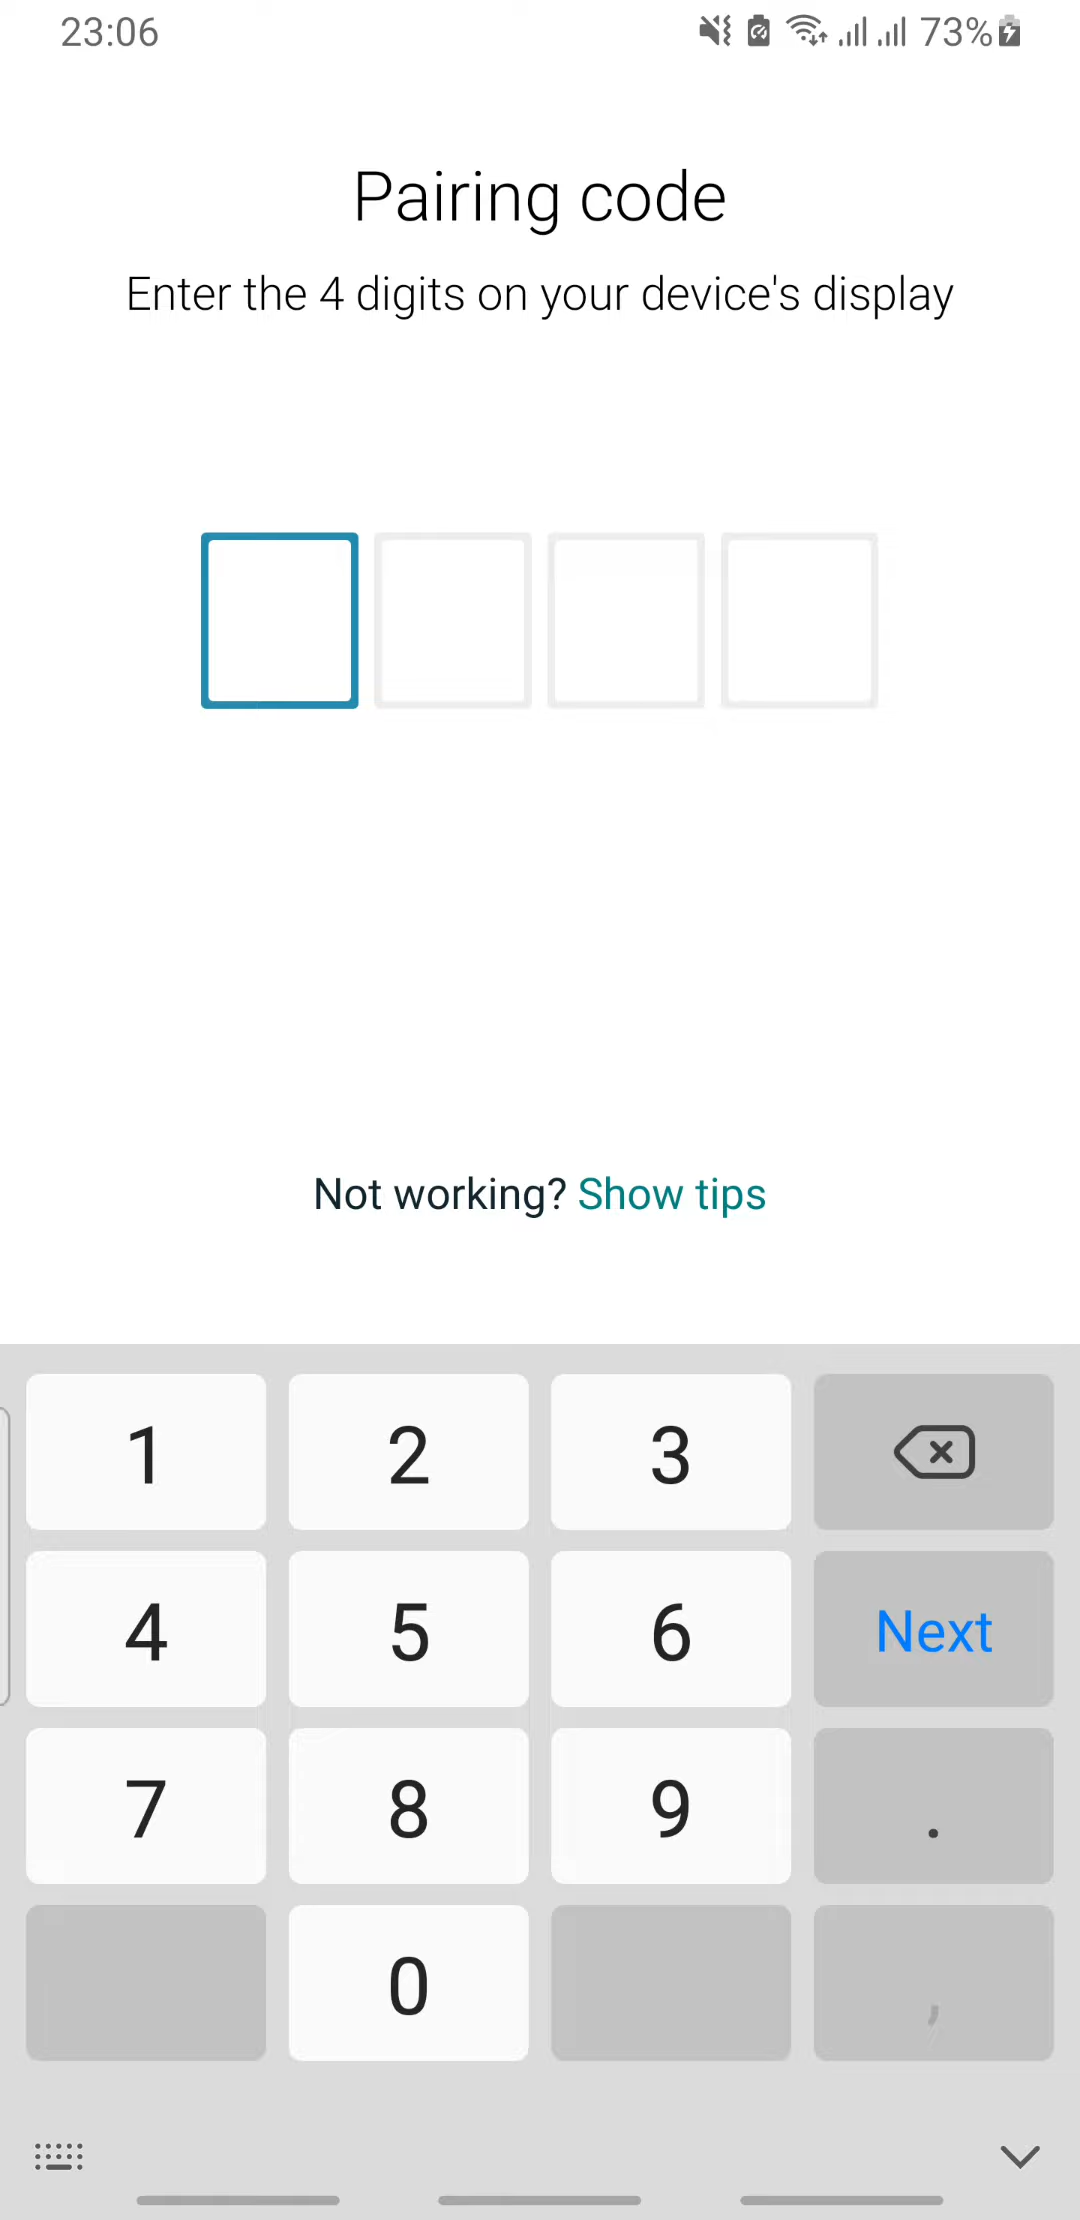 23:06 73%
Pairing code
Enter the 4 digits on your device's display
Not working? Show tips
1 2 3
4 5 6 Next
7 8 9 .
0 ,